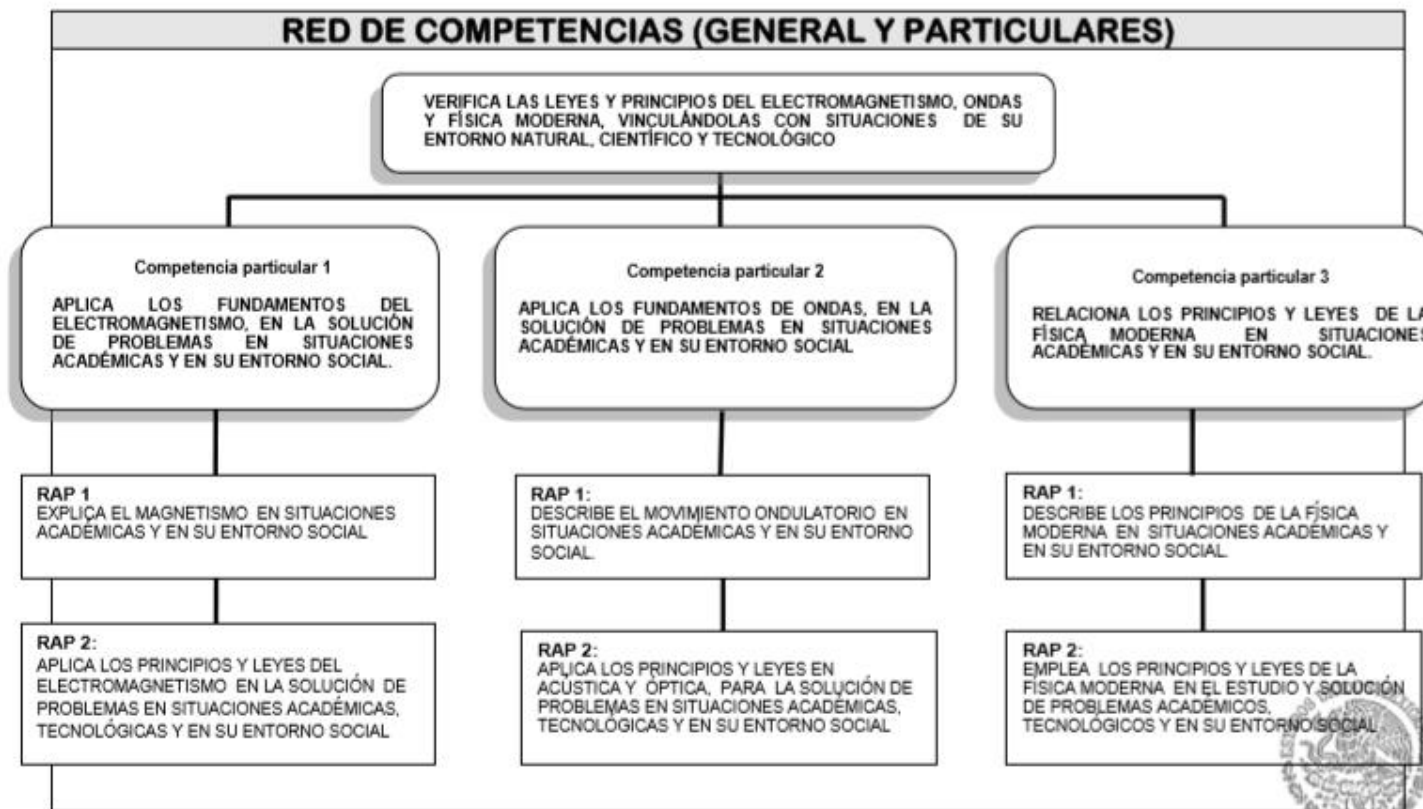 RED DE COMPETENCIAS (GENERAL Y PARTICULARES)
VERIFICA LAS LEYES Y PRINCIPIOS DEL ELECTROMAGNETISMO, ONDAS
Y FÍSICA MODERNA, VINCULÁNDOLAS CON SITUACIONES DE SU
ENTORNO NATURAL, CIENTÍFICO Y TECNOLÓGICO
Competencia particular 1
APLICA LOS FUNDAMENTOS DEL
ELECTROMAGNETISMO, EN LA SOLUCIÓN
DE PROBLEMAS EN SITUACIONES
ACADÉMICAS Y EN SU ENTORNO SOCIAL.
Competencia particular 2
APLICA LOS FUNDAMENTOS DE ONDAS, EN LA
SOLUCIÓN DE PROBLEMAS EN SITUACIONES
ACADÉMICAS Y EN SU ENTORNO SOCIAL
Competencia particular 3
RELACIONA LOS PRINCIPIOS Y LEYES DE LA
FÍSICA MODERNA EN SITUACIONES
ACADÉMICAS Y EN SU ENTORNO SOCIAL.
RAP 1
EXPLICA EL MAGNETISMO EN SITUACIONES
ACADÉMICAS Y EN SU ENTORNO SOCIAL
RAP 1:
DESCRIBE EL MOVIMIENTO ONDULATORIO EN
SITUACIONES ACADÉMICAS Y EN SU ENTORNO
SOCIAL.
RAP 1:
DESCRIBE LOS PRINCIPIOS DE LA FÍSICA
MODERNA EN SITUACIONES ACADÉMICAS Y
EN SU ENTORNO SOCIAL.
RAP 2:
APLICA LOS PRINCIPIOS Y LEYES DEL
ELECTROMAGNETISMO EN LA SOLUCIÓN DE
PROBLEMAS EN SITUACIONES ACADÉMICAS,
TECNOLÓGICAS Y EN SU ENTORNO SOCIAL
RAP 2:
APLICA LOS PRINCIPIOS Y LEYES EN
ACÚSTICA Y ÓPTICA, PARA LA SOLUCIÓN DE
PROBLEMAS EN SITUACIONES ACADÉMICAS,
TECNOLÓGICAS Y EN SU ENTORNO SOCIAL
RAP 2:
EMPLEA LOS PRINCIPIOS Y LEYES DE LA
FÍSICA MODERNA EN EL ESTUDIO Y SOLUCIÓN
DE PROBLEMAS ACADÉMICOS,
TECNOLÓGICOS Y EN SU ENTORNO SOCIAL